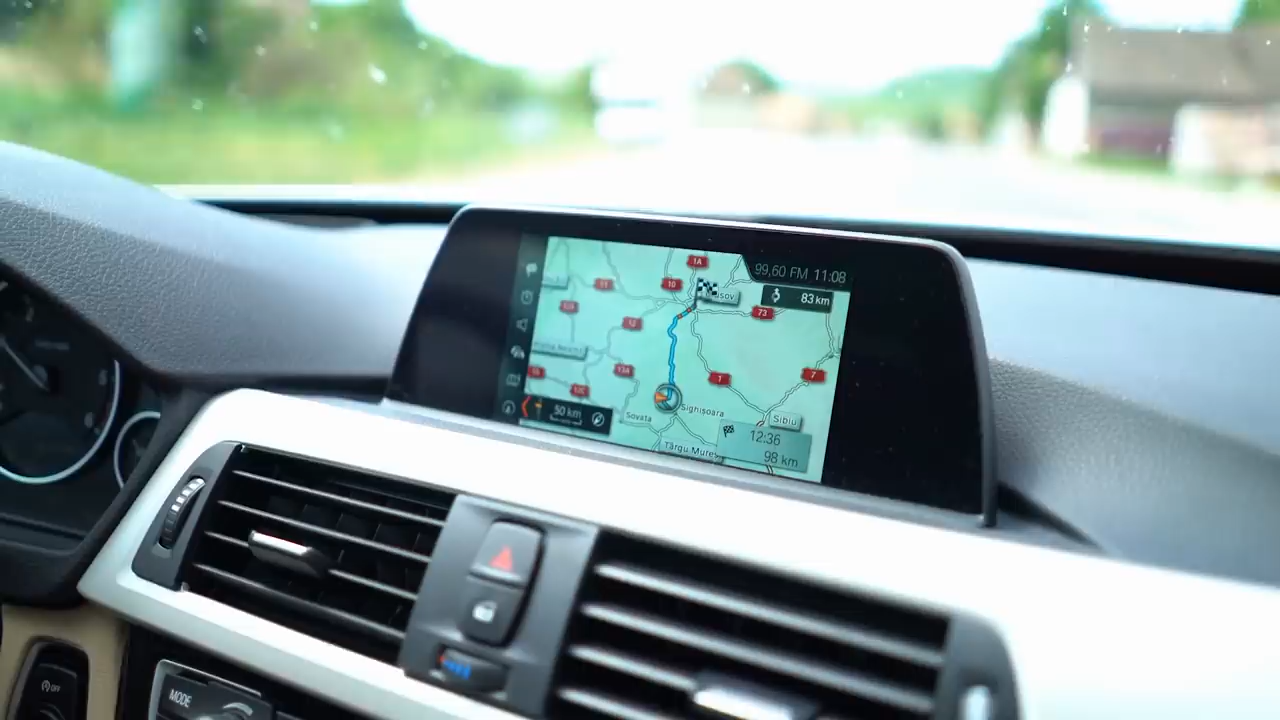 99,60 FM 11:08
1A
10
11
83 km
73
12
13A
1
7
50 km
Sighișoara
Sovata
Sibiu
Târgu Mureș
12:36
98 km
OFF
MODE